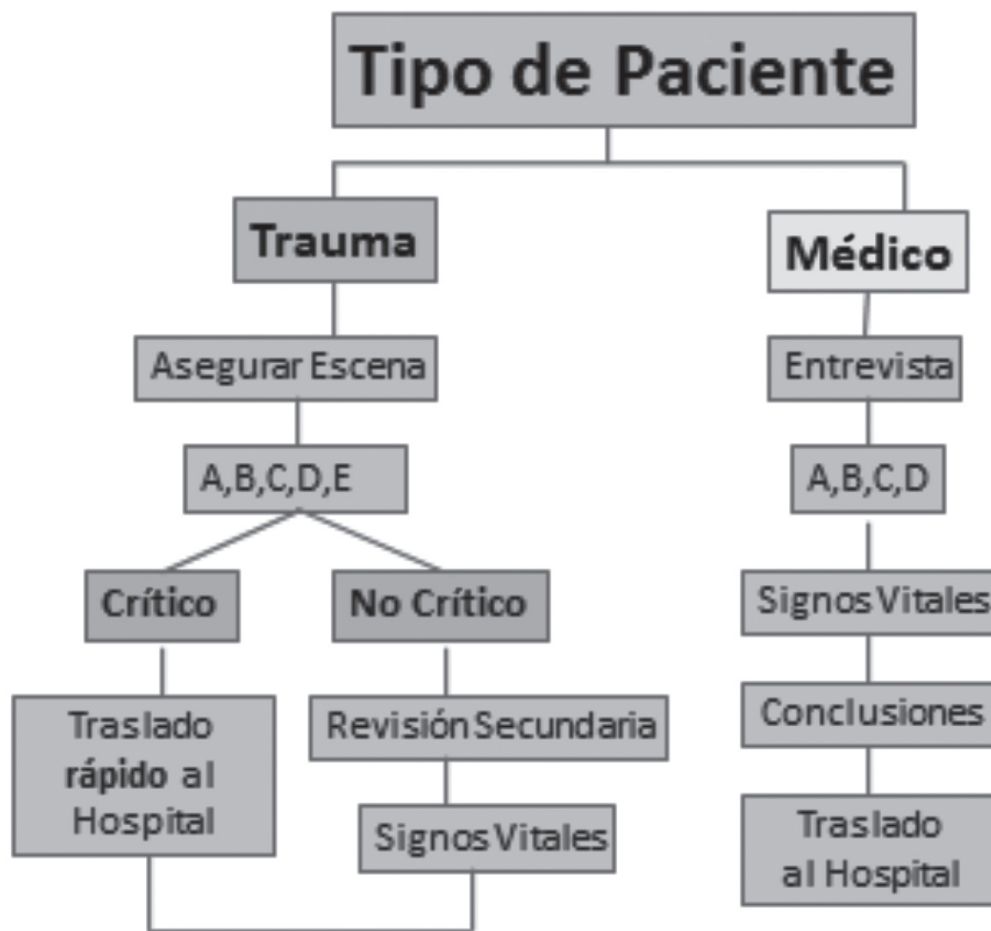 Tipo de Paciente
Trauma
Médico
Asegurar Escena
Entrevista
A,B,C,D,E
A,B,C,D
Crítico
No Crítico
Signos Vitales
Traslado
rápido al
Hospital
Revisión Secundaria
Conclusiones
Signos Vitales
Traslado
al Hospital